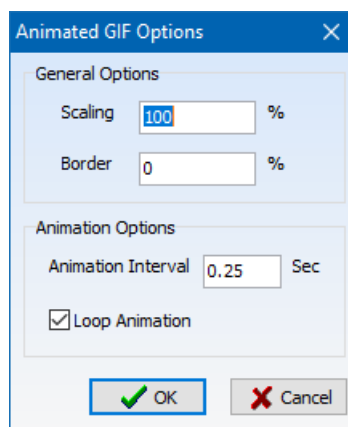 Animated GIF Options
General Options
Scaling 100 %
Border 0 %
Animation Options
Animation Interval 0.25 Sec
Loop Animation
OK Cancel